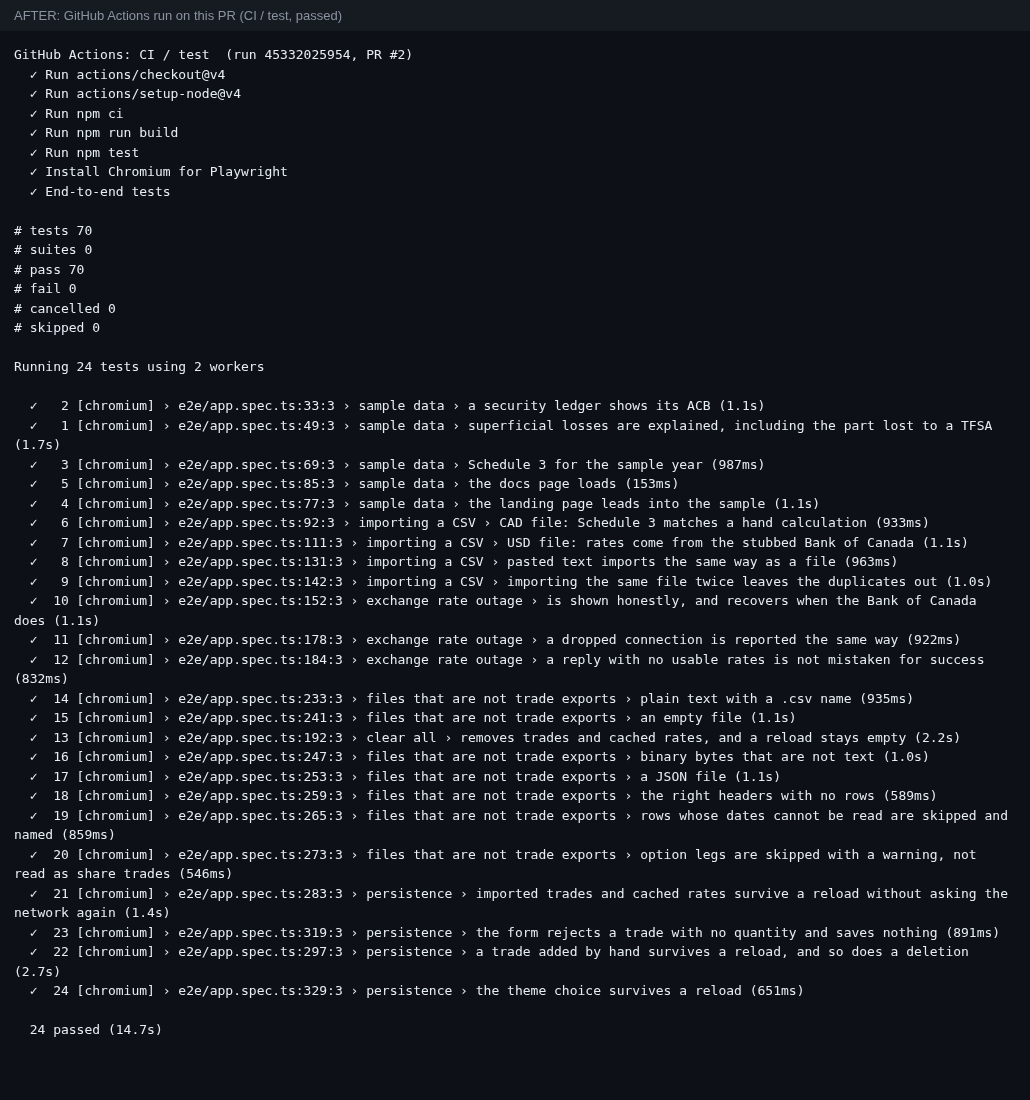 AFTER: GitHub Actions run on this PR (CI / test, passed)
GitHub Actions: CI / test  (run 45332025954, PR #2)
✓ Run actions/checkout@v4
✓ Run actions/setup-node@v4
✓ Run npm ci
✓ Run npm run build
✓ Run npm test
✓ Install Chromium for Playwright
✓ End-to-end tests
# tests 70
# suites 0
# pass 70
# fail 0
# cancelled 0
# skipped 0
Running 24 tests using 2 workers
✓   2 [chromium] › e2e/app.spec.ts:33:3 › sample data › a security ledger shows its ACB (1.1s)
✓   1 [chromium] › e2e/app.spec.ts:49:3 › sample data › superficial losses are explained, including the part lost to a TFSA
(1.7s)
✓   3 [chromium] › e2e/app.spec.ts:69:3 › sample data › Schedule 3 for the sample year (987ms)
✓   5 [chromium] › e2e/app.spec.ts:85:3 › sample data › the docs page loads (153ms)
✓   4 [chromium] › e2e/app.spec.ts:77:3 › sample data › the landing page leads into the sample (1.1s)
✓   6 [chromium] › e2e/app.spec.ts:92:3 › importing a CSV › CAD file: Schedule 3 matches a hand calculation (933ms)
✓   7 [chromium] › e2e/app.spec.ts:111:3 › importing a CSV › USD file: rates come from the stubbed Bank of Canada (1.1s)
✓   8 [chromium] › e2e/app.spec.ts:131:3 › importing a CSV › pasted text imports the same way as a file (963ms)
✓   9 [chromium] › e2e/app.spec.ts:142:3 › importing a CSV › importing the same file twice leaves the duplicates out (1.0s)
✓  10 [chromium] › e2e/app.spec.ts:152:3 › exchange rate outage › is shown honestly, and recovers when the Bank of Canada
does (1.1s)
✓  11 [chromium] › e2e/app.spec.ts:178:3 › exchange rate outage › a dropped connection is reported the same way (922ms)
✓  12 [chromium] › e2e/app.spec.ts:184:3 › exchange rate outage › a reply with no usable rates is not mistaken for success
(832ms)
✓  14 [chromium] › e2e/app.spec.ts:233:3 › files that are not trade exports › plain text with a .csv name (935ms)
✓  15 [chromium] › e2e/app.spec.ts:241:3 › files that are not trade exports › an empty file (1.1s)
✓  13 [chromium] › e2e/app.spec.ts:192:3 › clear all › removes trades and cached rates, and a reload stays empty (2.2s)
✓  16 [chromium] › e2e/app.spec.ts:247:3 › files that are not trade exports › binary bytes that are not text (1.0s)
✓  17 [chromium] › e2e/app.spec.ts:253:3 › files that are not trade exports › a JSON file (1.1s)
✓  18 [chromium] › e2e/app.spec.ts:259:3 › files that are not trade exports › the right headers with no rows (589ms)
✓  19 [chromium] › e2e/app.spec.ts:265:3 › files that are not trade exports › rows whose dates cannot be read are skipped and
named (859ms)
✓  20 [chromium] › e2e/app.spec.ts:273:3 › files that are not trade exports › option legs are skipped with a warning, not
read as share trades (546ms)
✓  21 [chromium] › e2e/app.spec.ts:283:3 › persistence › imported trades and cached rates survive a reload without asking the
network again (1.4s)
✓  23 [chromium] › e2e/app.spec.ts:319:3 › persistence › the form rejects a trade with no quantity and saves nothing (891ms)
✓  22 [chromium] › e2e/app.spec.ts:297:3 › persistence › a trade added by hand survives a reload, and so does a deletion
(2.7s)
✓  24 [chromium] › e2e/app.spec.ts:329:3 › persistence › the theme choice survives a reload (651ms)
24 passed (14.7s)